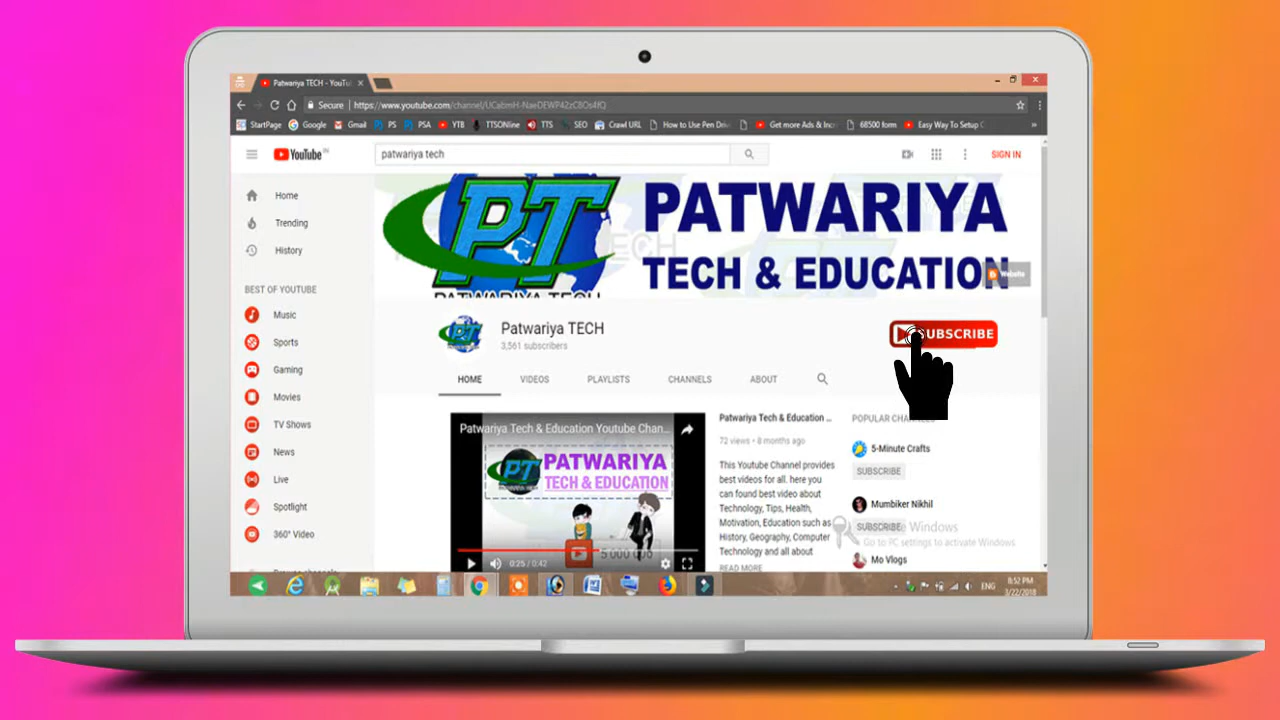 Patwariya TECH - YouTu
Secure
https://www.youtube.com/channel/UCabmH-NaeDEWP42zC8Os4fQ
StartPage
Google
Gmail
PS
PSA
YTB
TTSONline
TTS
SEO
Crawl URL
How to Use Pen Driv
Get more Ads & Incr
68500 form
Easy Way To Setup
»
YouTube IN
patwariya tech
SIGN IN
Home
Trending
History
BEST OF YOUTUBE
Music
Sports
Gaming
Movies
TV Shows
News
Live
Spotlight
360° Video
PT
PATWARIYA TECH
PATWARIYA
TECH & EDUCATION
Website
PT
Patwariya TECH
3,561 subscribers
SUBSCRIBE
HOME
VIDEOS
PLAYLISTS
CHANNELS
ABOUT
Patwariya Tech & Education Youtube Chan...
PT
PATWARIYA
TECH & EDUCATION
0:25 / 0:42
Patwariya Tech & Education ...
72 views • 8 months ago
This Youtube Channel provides
best videos for all. here you
can found best video about
Technology, Tips, Health,
Motivation, Education such as
History, Geography, Computer
Technology and all about
READ MORE
POPULAR CHANNELS
5-Minute Crafts
SUBSCRIBE
Mumbiker Nikhil
SUBSCRIBE
Mo Vlogs
Windows
Go to PC settings to activate Windows.
ENG
8:52 PM
3/22/2018